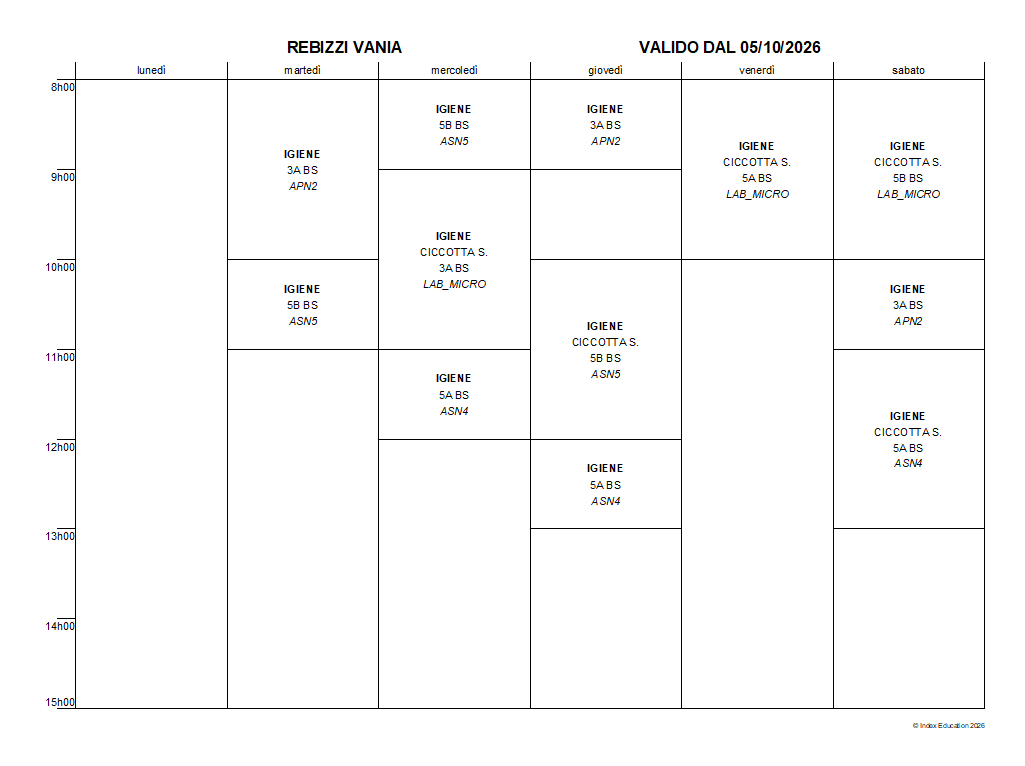 REBIZZI VANIA
VALIDO DAL 05/10/2026
lunedì
martedì
mercoledì
giovedì
venerdì
sabato
8h00
9h00
10h00
11h00
12h00
13h00
14h00
15h00
IGIENE
3A BS
APN2
IGIENE
5B BS
ASN5
IGIENE
5B BS
ASN5
IGIENE
CICCOTTA S.
3A BS
LAB_MICRO
IGIENE
5A BS
ASN4
IGIENE
3A BS
APN2
IGIENE
CICCOTTA S.
5B BS
ASN5
IGIENE
5A BS
ASN4
IGIENE
CICCOTTA S.
5A BS
LAB_MICRO
IGIENE
CICCOTTA S.
5B BS
LAB_MICRO
IGIENE
3A BS
APN2
IGIENE
CICCOTTA S.
5A BS
ASN4
© Index Education 2026